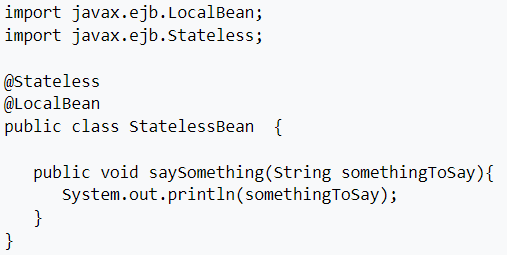 import javax.ejb.LocalBean;
import javax.ejb.Stateless;

@Stateless
@LocalBean
public class StatelessBean  {

   public void saySomething(String somethingToSay){
      System.out.println(somethingToSay);
   }
}